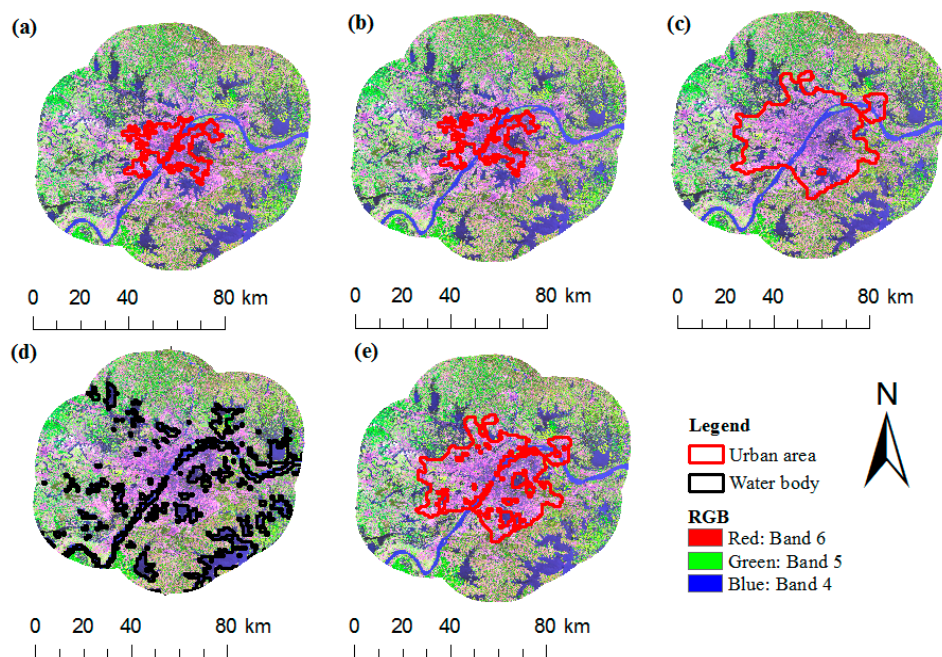 (a)
(b)
(c)
0 20 40 80 km
0 20 40 80 km
0 20 40 80 km
(d)
(e)
N
Legend
Urban area
Water body
RGB
Red: Band 6
Green: Band 5
Blue: Band 4
0 20 40 80 km
0 20 40 80 km